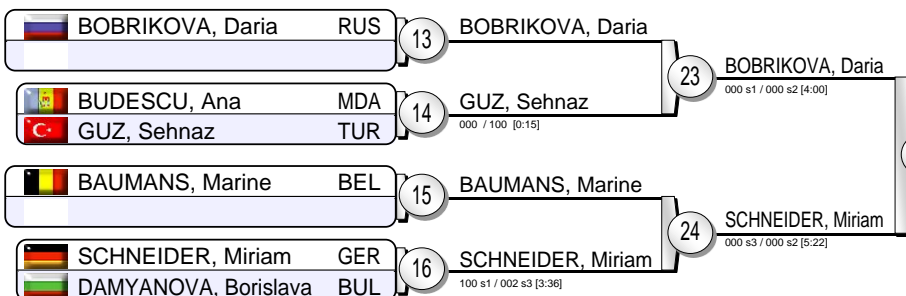 BOBRIKOVA, Daria RUS
13
BOBRIKOVA, Daria
BUDESCU, Ana MDA
GUZ, Sehnaz TUR
14
GUZ, Sehnaz
000 / 100 [0:15]
23
BOBRIKOVA, Daria
000 s1 / 000 s2 [4:00]
BAUMANS, Marine BEL
15
BAUMANS, Marine
SCHNEIDER, Miriam GER
DAMYANOVA, Borislava BUL
16
SCHNEIDER, Miriam
100 s1 / 002 s3 [3:36]
24
SCHNEIDER, Miriam
000 s3 / 000 s2 [5:22]